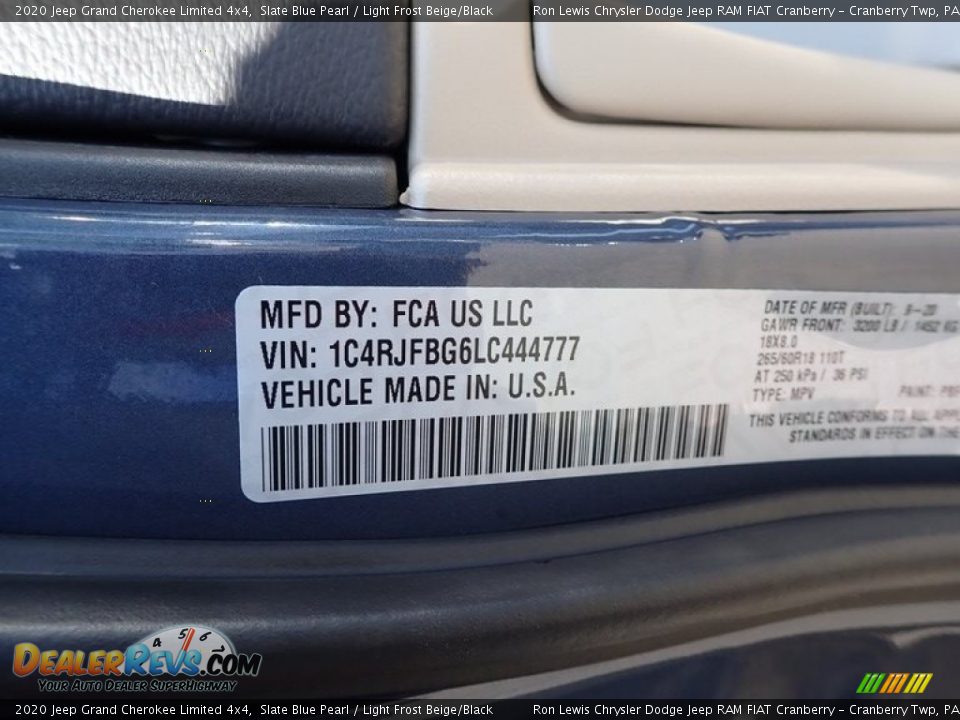 2020 Jeep Grand Cherokee Limited 4x4, Slate Blue Pearl / Light Frost Beige/Black Ron Lewis Chrysler Dodge Jeep RAM FIAT Cranberry – Cranberry Twp, PA
MFD BY: FCA US LLC
VIN: 1C4RJFBG6LC444777
VEHICLE MADE IN: U.S.A.
DATE OF MFR (BUILT): 9-20
GAWR FRONT: 3200 LB / 1452 KG
18X8.0
265/60R18 110T
AT 250 kPa / 36 PSI
TYPE: MPV PAINT:
THIS VEHICLE CONFORMS TO ALL
STANDARDS IN EFFECT ON THE
4 5 6 7
DealerRevs.com
Your Auto Dealer SuperHighway
2020 Jeep Grand Cherokee Limited 4x4, Slate Blue Pearl / Light Frost Beige/Black Ron Lewis Chrysler Dodge Jeep RAM FIAT Cranberry – Cranberry Twp, PA